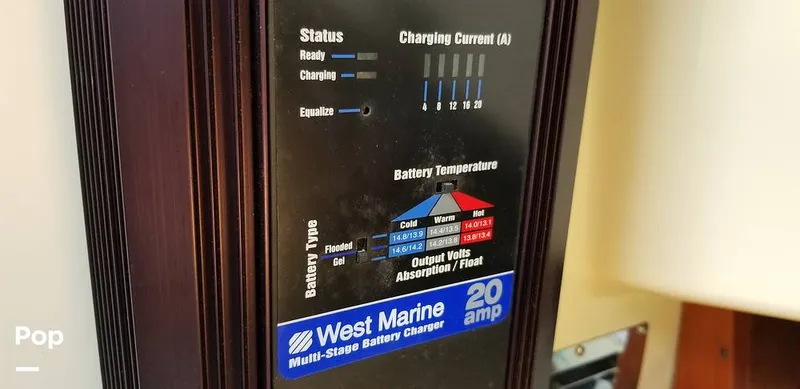 Status
Ready
Charging
Equalize
Charging Current (A)
4 8 12 16 20
Battery Temperature
Cold Warm Hot
14.8/13.9 14.4/13.5 14.0/13.1
14.6/14.2 14.2/13.8 13.8/13.4
Battery Type
Flooded
Gel
Output Volts
Absorption / Float
West Marine
Multi-Stage Battery Charger
20
amp
Pop